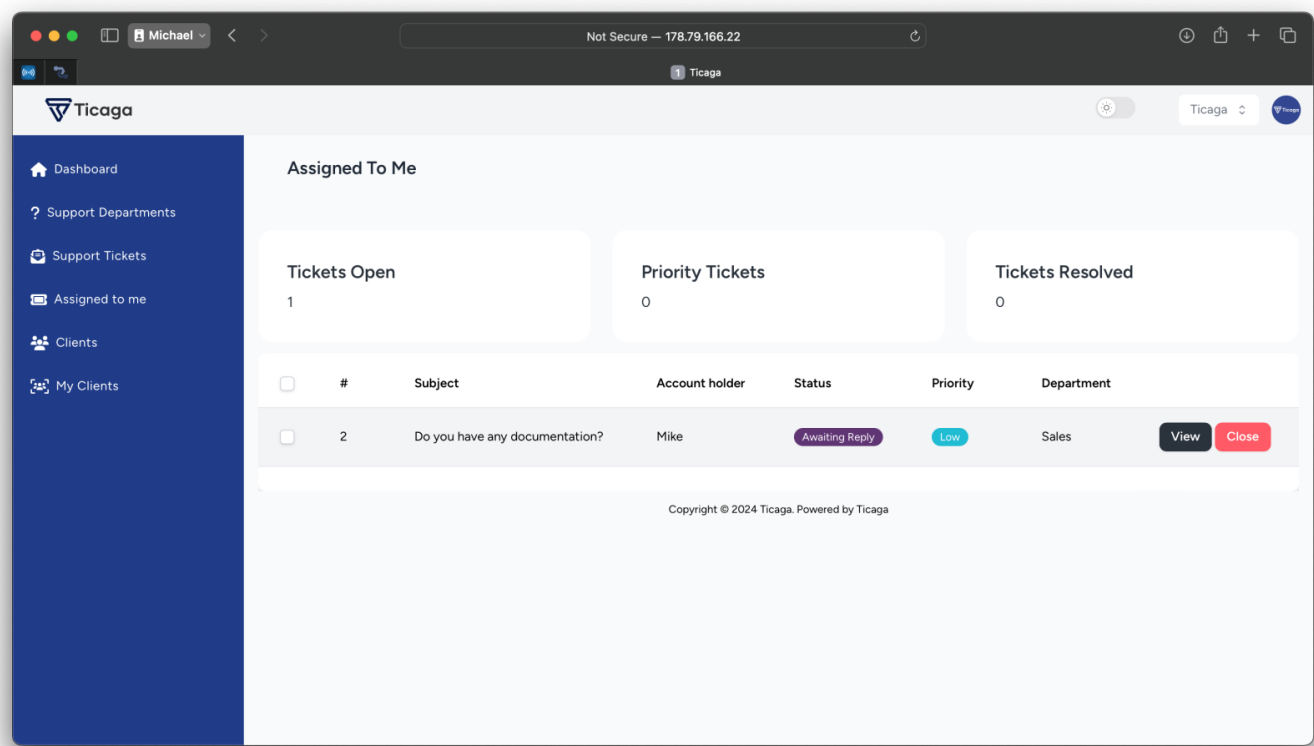 Michael
Not Secure — 178.79.166.22
1 Ticaga
Ticaga
Ticaga
Dashboard
Support Departments
Support Tickets
Assigned to me
Clients
My Clients
Assigned To Me
Tickets Open
1
Priority Tickets
0
Tickets Resolved
0
# Subject Account holder Status Priority Department
2 Do you have any documentation? Mike Awaiting Reply Low Sales View Close
Copyright © 2024 Ticaga. Powered by Ticaga